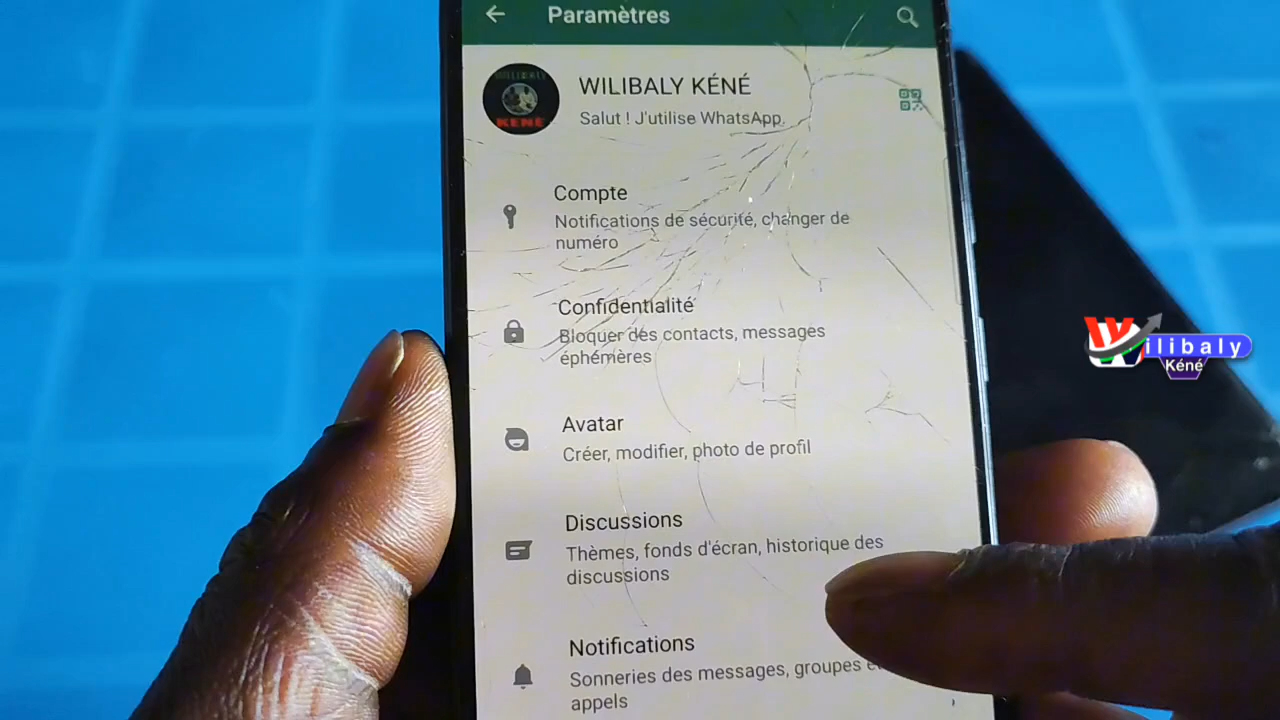 Paramètres
WILIBALY KÉNÉ
Salut ! J'utilise WhatsApp.
Compte
Notifications de sécurité, changer de
numéro
Confidentialité
Bloquer des contacts, messages
éphémères
Avatar
Créer, modifier, photo de profil
Discussions
Thèmes, fonds d'écran, historique des
discussions
Notifications
Sonneries des messages, groupes
appels
WILIBALY
KENE
Wilibaly
Kéné